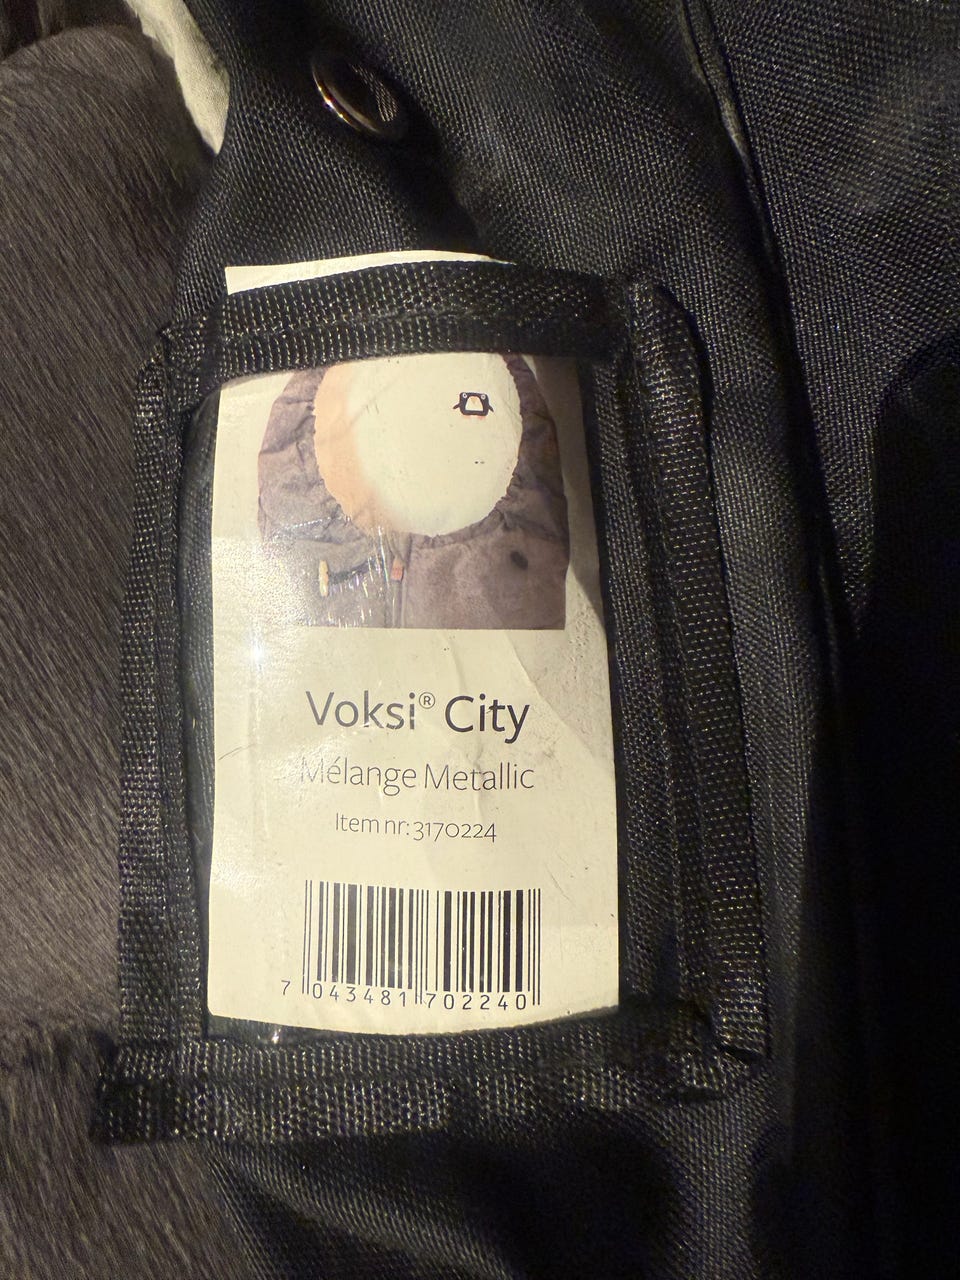 Voksi® City
Mélange Metallic
Item nr: 3170224
7 043481 702240